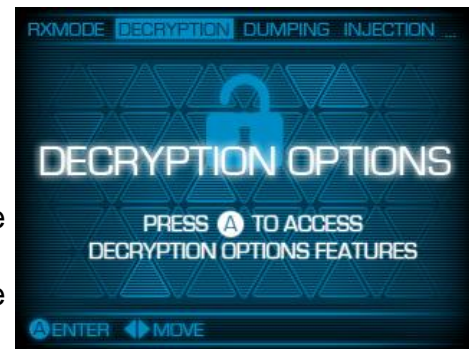 RXMODE DECRYPTION DUMPING INJECTION ...
DECRYPTION OPTIONS
PRESS A TO ACCESS
DECRYPTION OPTIONS FEATURES
e
e
A ENTER ◀▶ MOVE